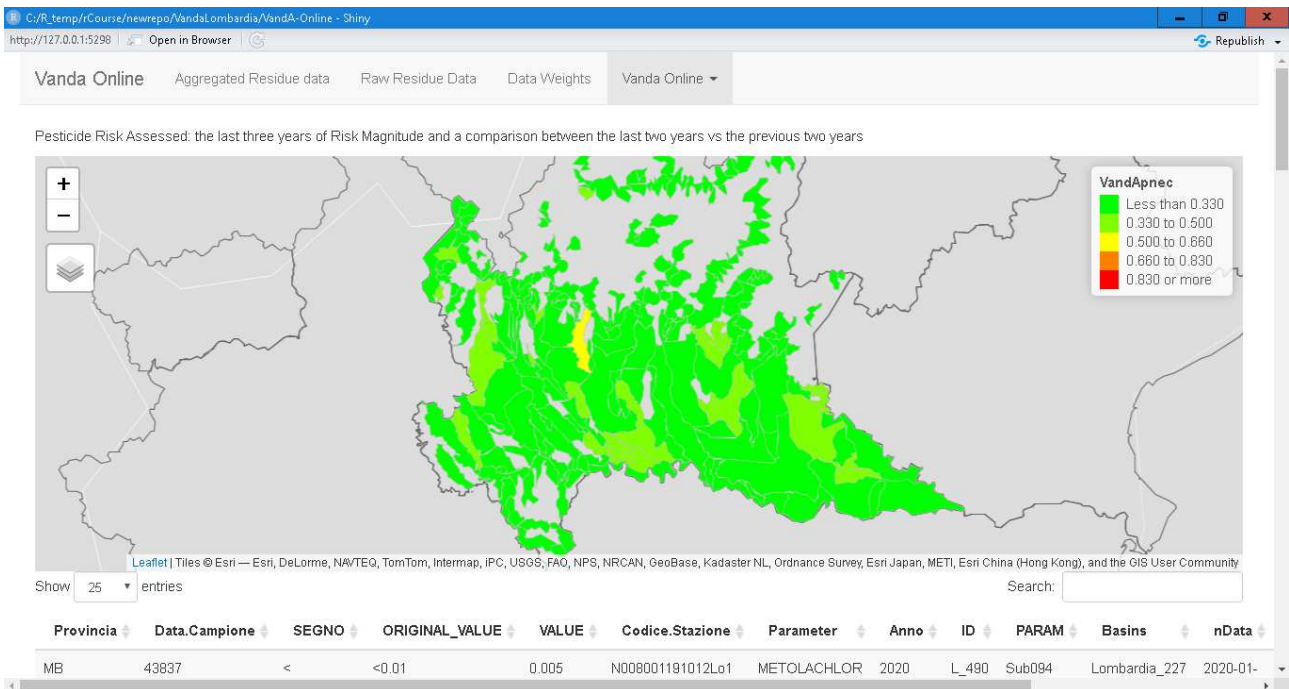 C:/R_temp/rCourse/newrepo/VandaLombardia/VandA-Online - Shiny
http://127.0.0.1:5298 Open in Browser Republish
Vanda Online Aggregated Residue data Raw Residue Data Data Weights Vanda Online
Pesticide Risk Assessed: the last three years of Risk Magnitude and a comparison between the last two years vs the previous two years
+
−
VandApnec
Less than 0.330
0.330 to 0.500
0.500 to 0.660
0.660 to 0.830
0.830 or more
Leaflet | Tiles © Esri — Esri, DeLorme, NAVTEQ, TomTom, Intermap, iPC, USGS, FAO, NPS, NRCAN, GeoBase, Kadaster NL, Ordnance Survey, Esri Japan, METI, Esri China (Hong Kong), and the GIS User Community
Show 25 entries Search:
Provincia Data.Campione SEGNO ORIGINAL_VALUE VALUE Codice.Stazione Parameter Anno ID PARAM Basins nData
MB 43837 < <0.01 0.005 N008001191012Lo1 METOLACHLOR 2020 L_490 Sub094 Lombardia_227 2020-01-